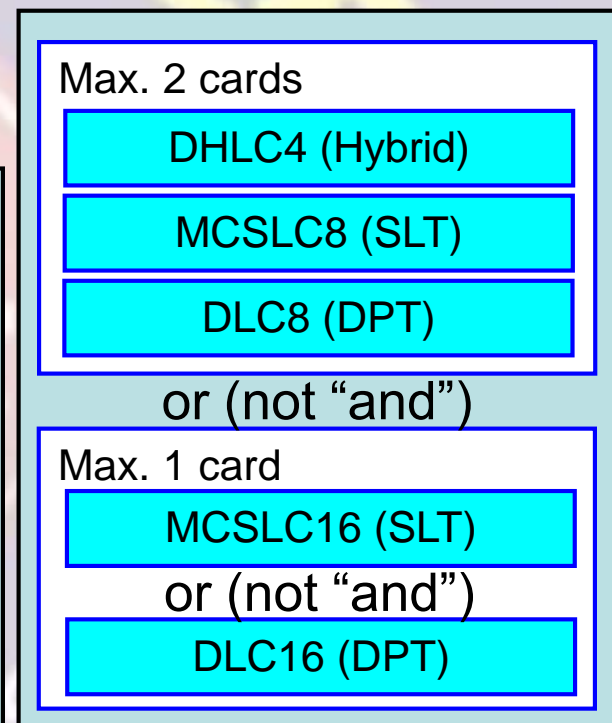 Max. 2 cards
DHLC4 (Hybrid)
MCSLC8 (SLT)
DLC8 (DPT)
or (not “and”)
Max. 1 card
MCSLC16 (SLT)
or (not “and”)
DLC16 (DPT)